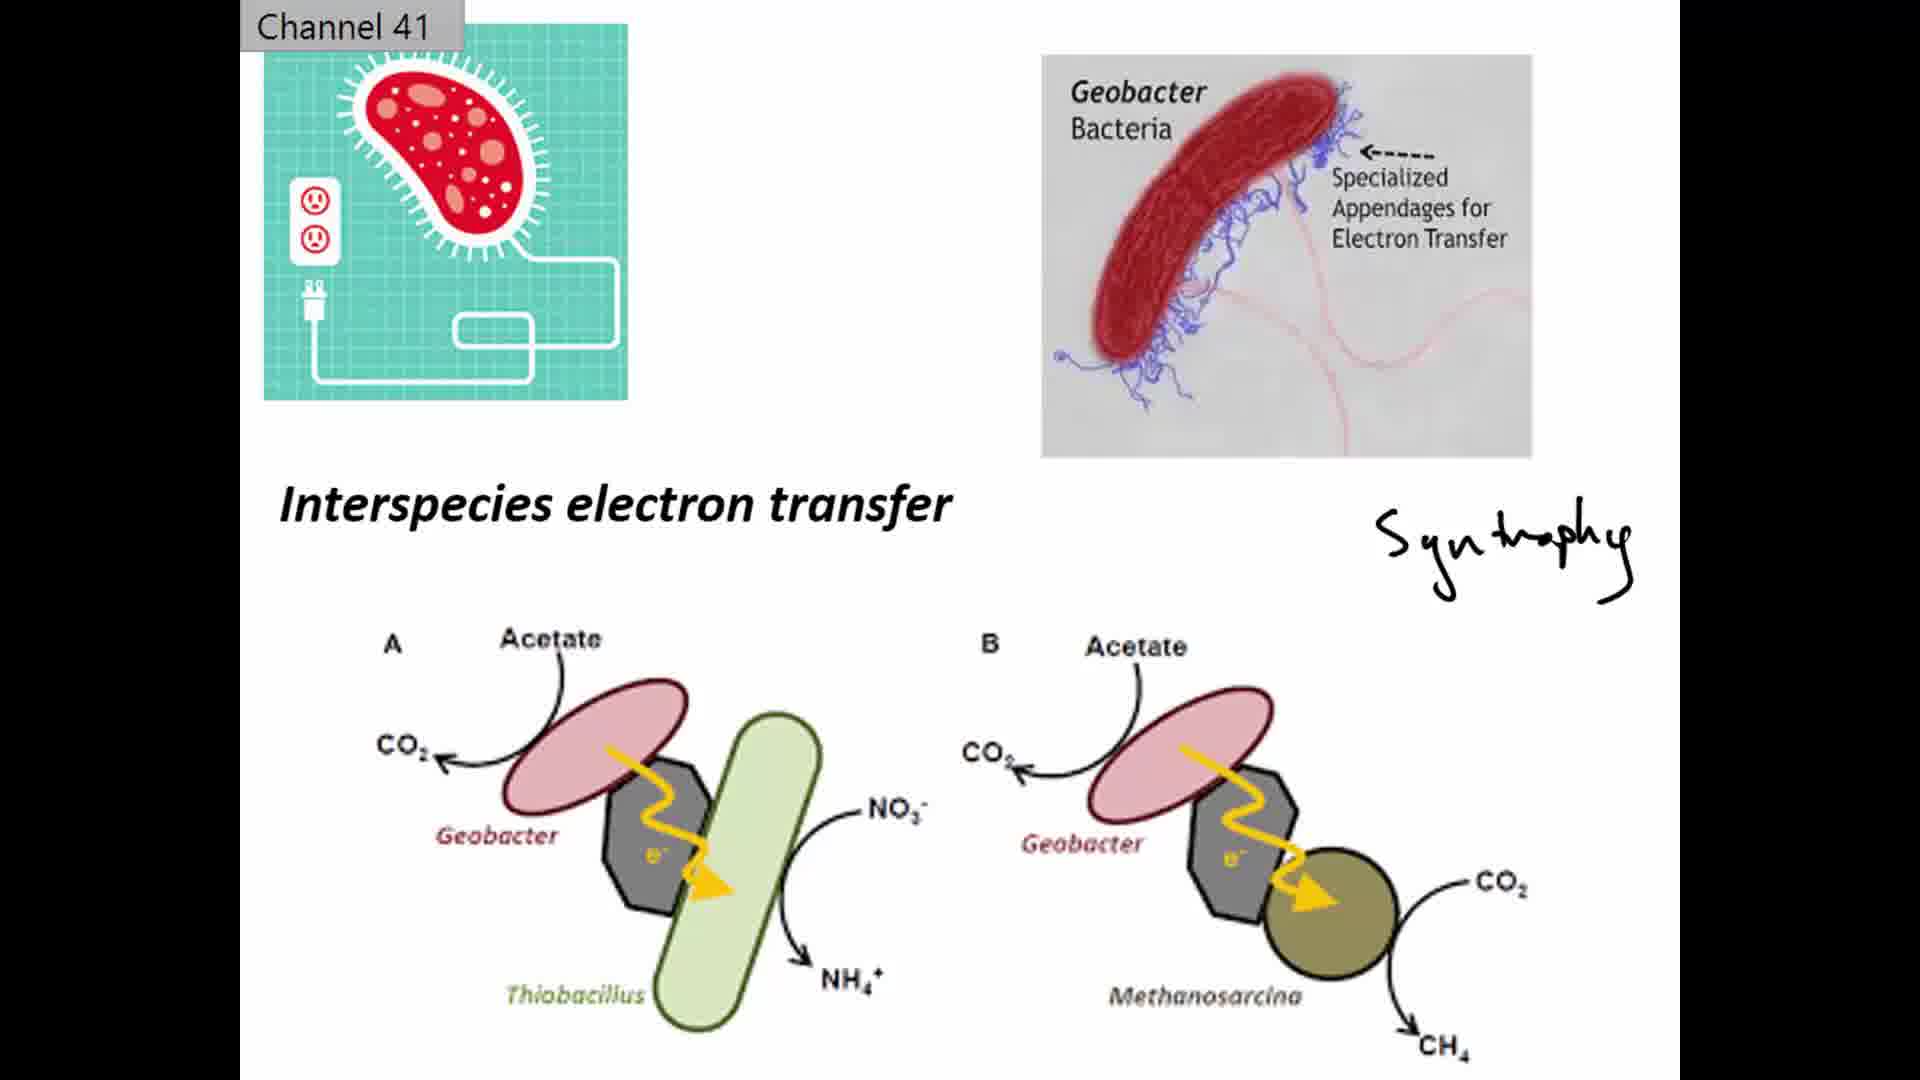 Channel 41
Geobacter
Bacteria
Specialized
Appendages for
Electron Transfer
Interspecies electron transfer
Syntrophy
A
Acetate
CO₂
Geobacter
e⁻
NO₃⁻
NH₄⁺
Thiobacillus
B
Acetate
CO₂
Geobacter
e⁻
CO₂
Methanosarcina
CH₄